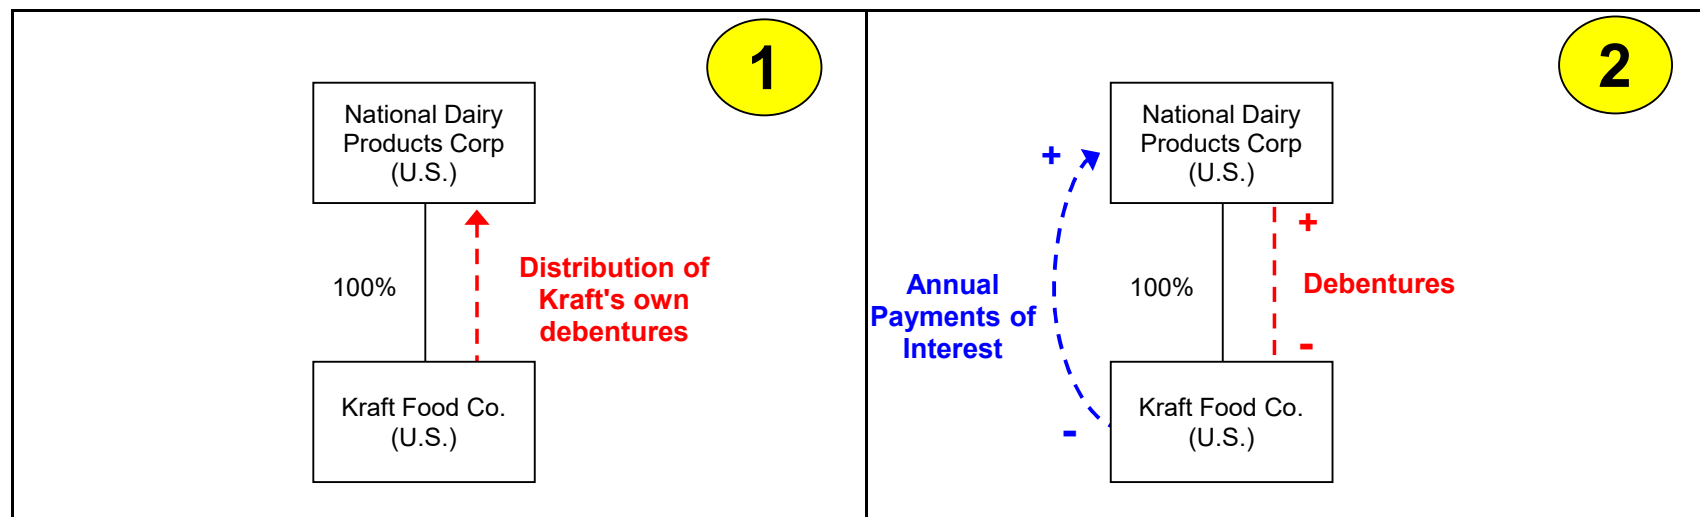 1
National Dairy
Products Corp
(U.S.)
100%
Distribution of
Kraft's own
debentures
Kraft Food Co.
(U.S.)
2
National Dairy
Products Corp
(U.S.)
+
+
Annual
Payments of
Interest
100%
Debentures
-
-
Kraft Food Co.
(U.S.)